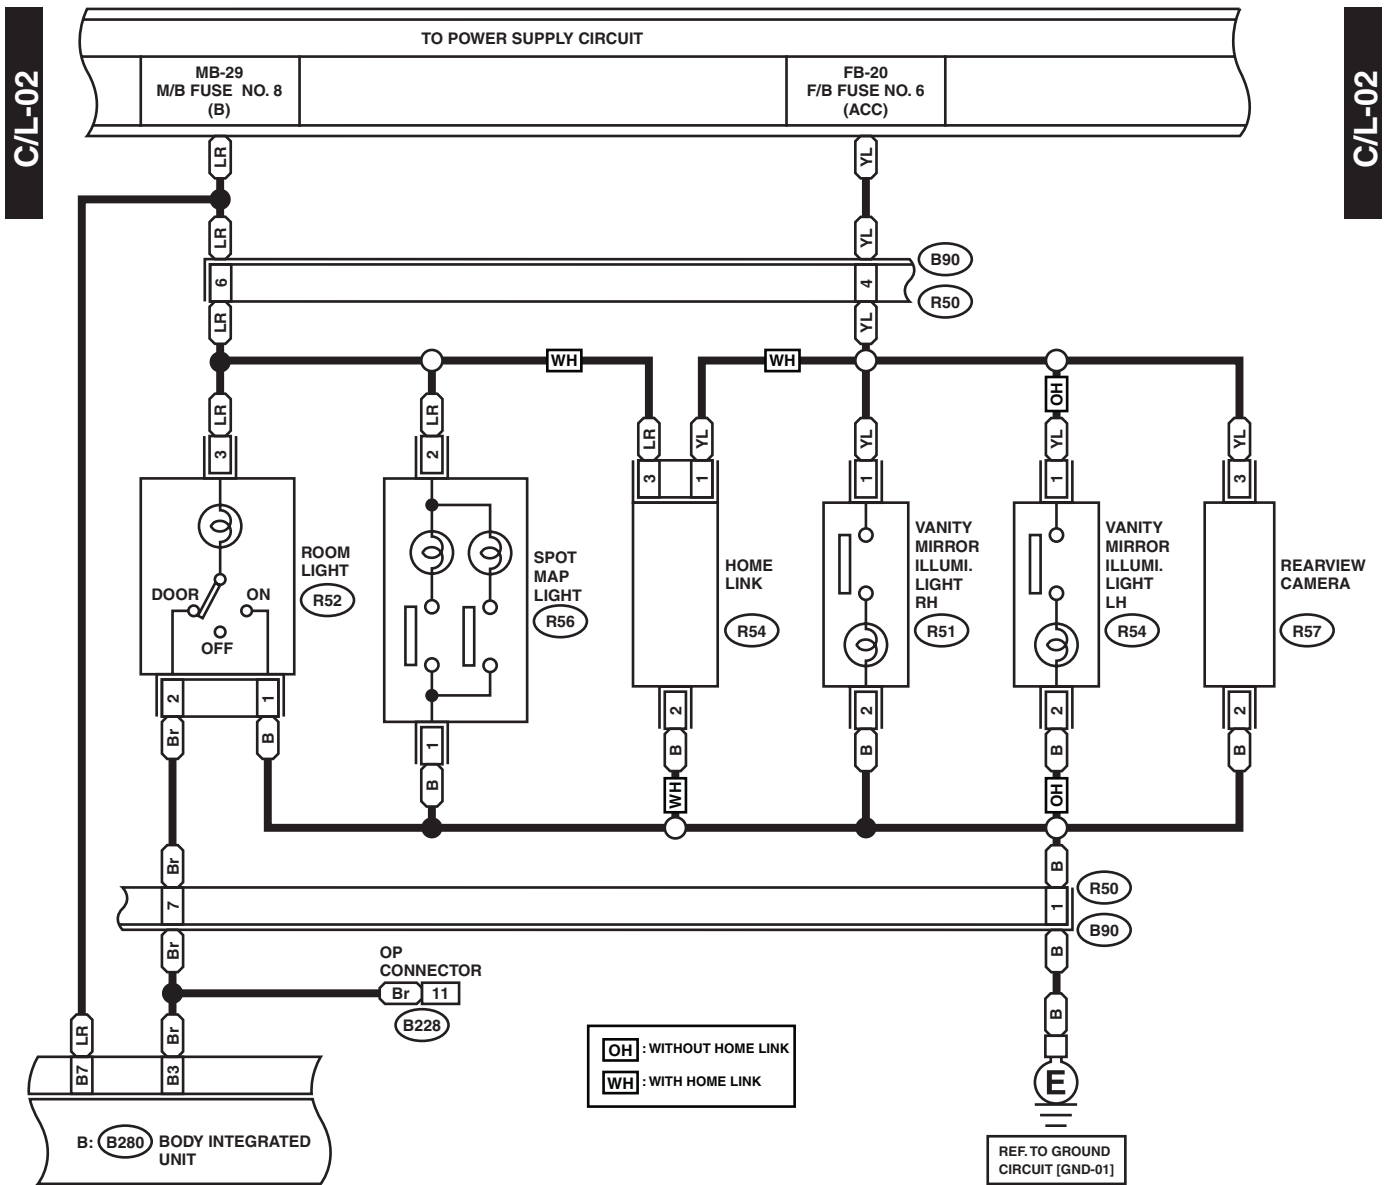 C/L-02
C/L-02
TO POWER SUPPLY CIRCUIT
MB-29
M/B FUSE NO. 8
(B)
FB-20
F/B FUSE NO. 6
(ACC)
LR
YL
LR
YL
B90
6
4
R50
LR
YL
WH
WH
OH
LR
LR
LR
YL
YL
YL
YL
3
2
3
1
1
1
3
ROOM
LIGHT
R52
DOOR
ON
OFF
SPOT
MAP
LIGHT
R56
HOME
LINK
R54
VANITY
MIRROR
ILLUMI.
LIGHT
RH
R51
VANITY
MIRROR
ILLUMI.
LIGHT
LH
R54
REARVIEW
CAMERA
R57
2
1
1
2
2
2
2
Br
B
B
B
B
B
B
WH
OH
Br
B
R50
7
1
B90
Br
B
OP
CONNECTOR
Br 11
B228
LR
Br
B
B7
B3
E
OH : WITHOUT HOME LINK
WH : WITH HOME LINK
B: B280 BODY INTEGRATED
UNIT
REF. TO GROUND
CIRCUIT [GND-01]